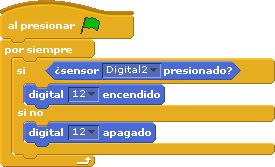 al presionar
por siempre
si ¿sensor Digital2 presionado?
digital 12 encendido
si no
digital 12 apagado